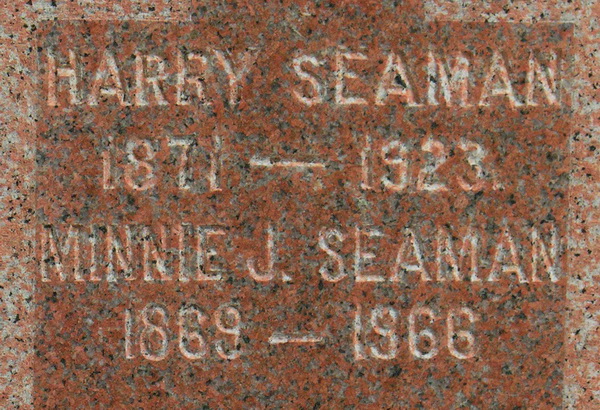 HARRY SEAMAN
1871 — 1923.
MINNIE J. SEAMAN
1869 — 1966